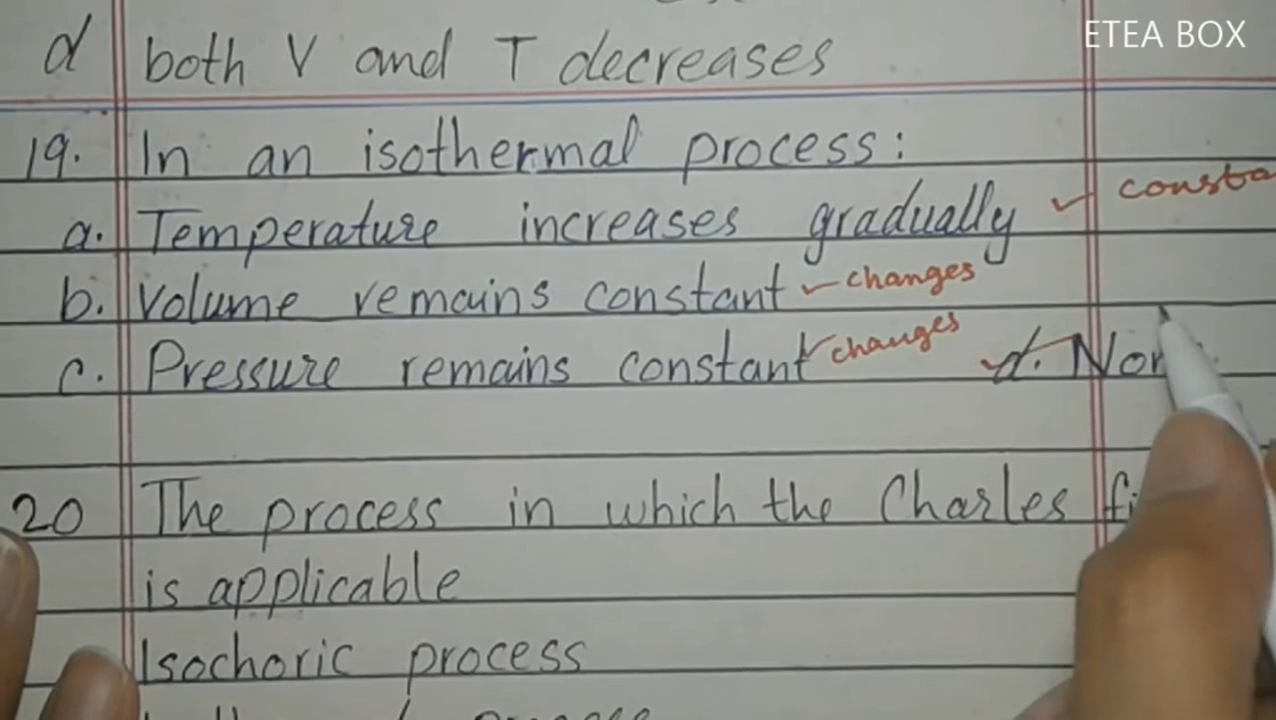 ETEA BOX
d both V and T decreases
19. In an isothermal process:
a. Temperature increases gradually ✓
b. Volume remains constant changes
c. Pressure remains constant changes d.
20 The process in which the Charles
is applicable
Isochoric process